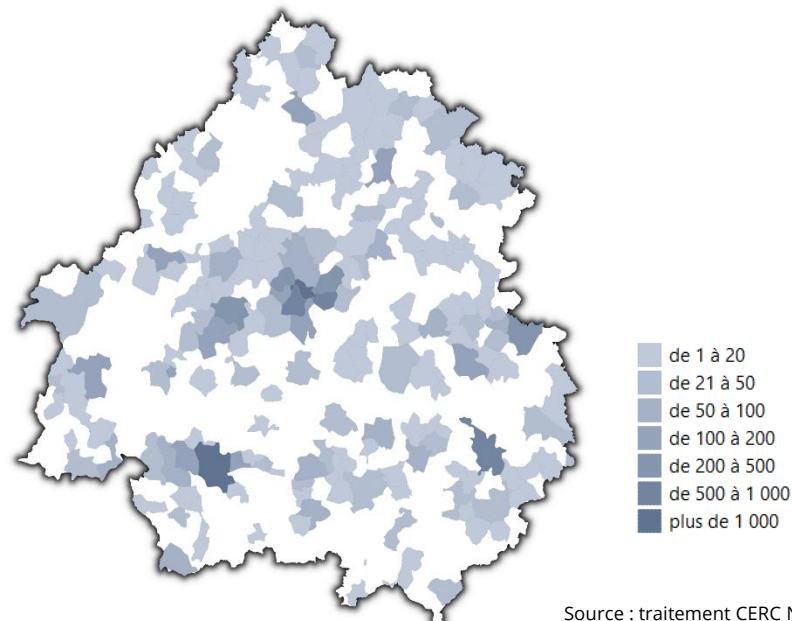 de 1 à 20
de 21 à 50
de 50 à 100
de 100 à 200
de 200 à 500
de 500 à 1 000
plus de 1 000
Source : traitement CERC N